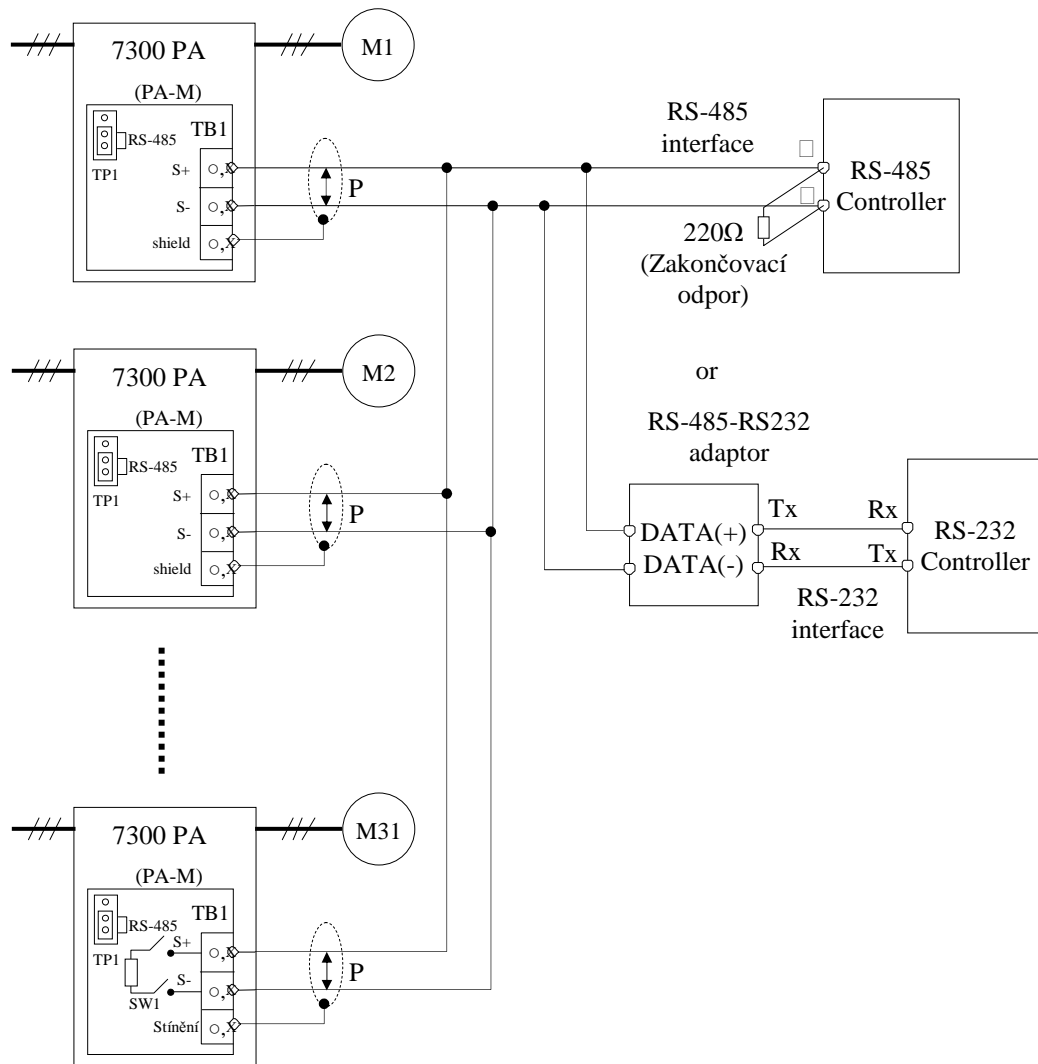 7300 PA
(PA-M)
M1
RS-485
TP1
TB1
S+
S-
shield
P
RS-485
interface
RS-485
Controller
220Ω
(Zakončovací
odpor)
7300 PA
(PA-M)
M2
RS-485
TP1
TB1
S+
S-
shield
P
or
RS-485-RS232
adaptor
DATA(+)
DATA(-)
Tx
Rx
Rx
Tx
RS-232
interface
RS-232
Controller
7300 PA
(PA-M)
M31
RS-485
TP1
TB1
S+
S-
SW1
Stínění
P